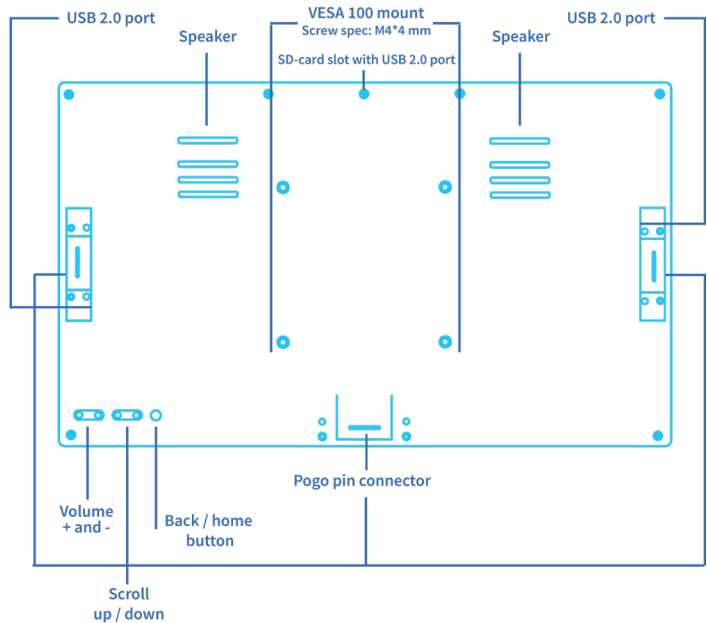 USB 2.0 port
VESA 100 mount
Screw spec: M4*4 mm
USB 2.0 port
Speaker
Speaker
SD-card slot with USB 2.0 port
Pogo pin connector
Volume
+ and -
Back / home
button
Scroll
up / down